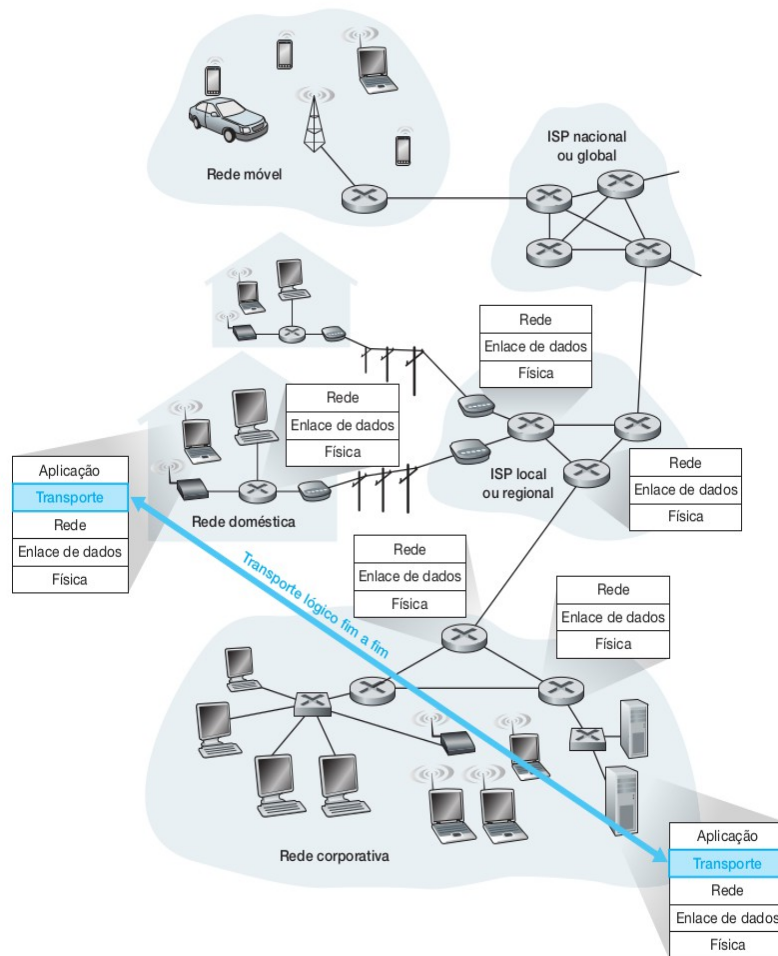 ISP nacional
ou global
Rede móvel
Rede
Enlace de dados
Física
Rede
Enlace de dados
Física
ISP local
ou regional
Rede
Enlace de dados
Física
Aplicação
Transporte
Rede
Enlace de dados
Física
Rede doméstica
Rede
Enlace de dados
Física
Transporte lógico fim a fim
Rede
Enlace de dados
Física
Rede corporativa
Aplicação
Transporte
Rede
Enlace de dados
Física